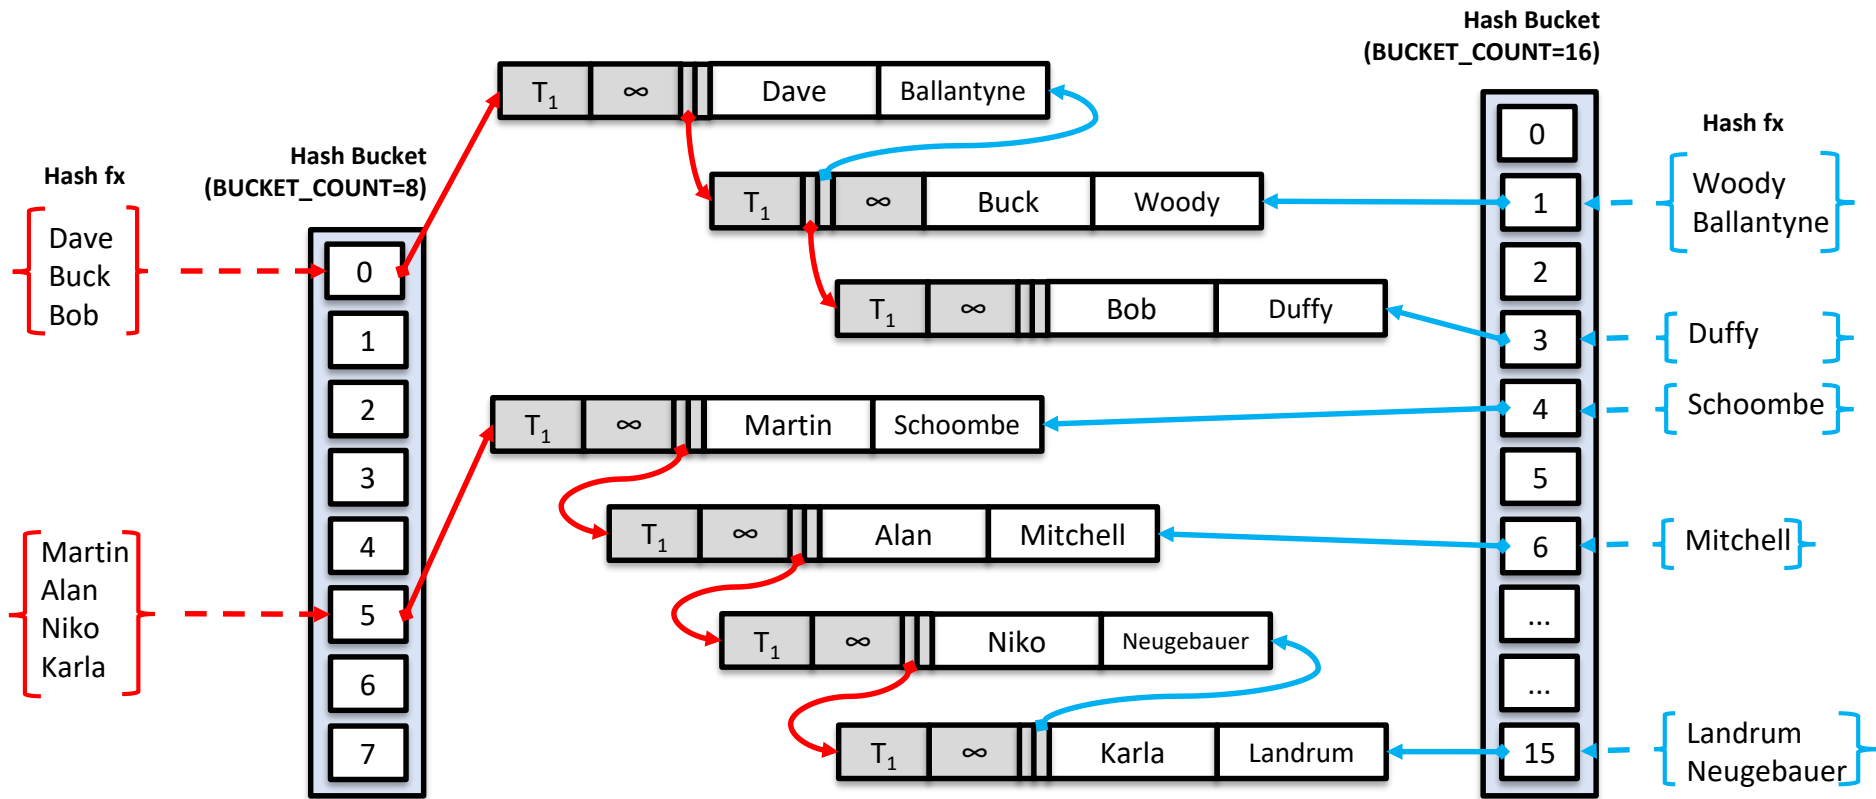 Hash fx
Dave
Buck
Bob
Martin
Alan
Niko
Karla
Hash Bucket
(BUCKET_COUNT=8)
0
1
2
3
4
5
6
7
T1 ∞ Dave Ballantyne
T1 ∞ Buck Woody
T1 ∞ Bob Duffy
T1 ∞ Martin Schoombe
T1 ∞ Alan Mitchell
T1 ∞ Niko Neugebauer
T1 ∞ Karla Landrum
Hash Bucket
(BUCKET_COUNT=16)
0
1
2
3
4
5
6
...
...
15
Hash fx
Woody
Ballantyne
Duffy
Schoombe
Mitchell
Landrum
Neugebauer